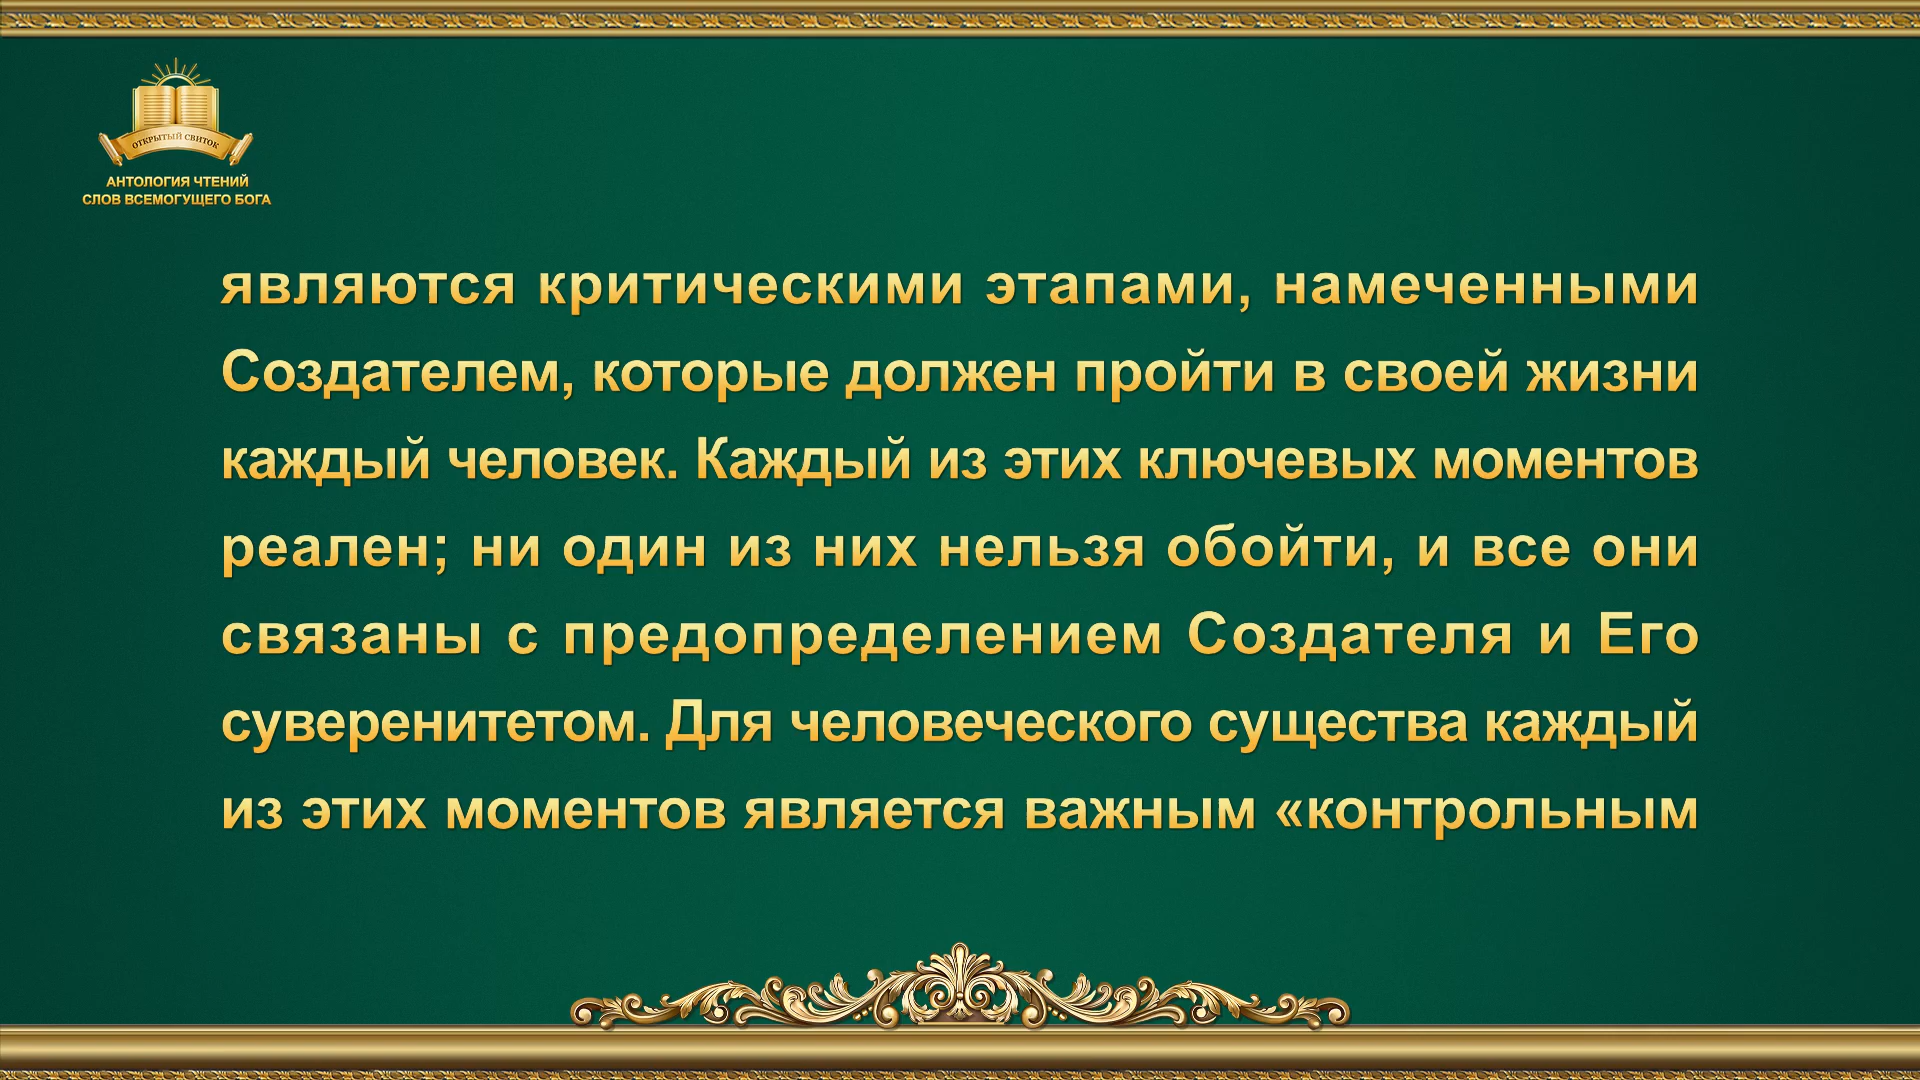 ОТКРЫТЫЙ СВИТОК
АНТОЛОГИЯ ЧТЕНИЙ
СЛОВ ВСЕМОГУЩЕГО БОГА
являются критическими этапами, намеченными
Создателем, которые должен пройти в своей жизни
каждый человек. Каждый из этих ключевых моментов
реален; ни один из них нельзя обойти, и все они
связаны с предопределением Создателя и Его
суверенитетом. Для человеческого существа каждый
из этих моментов является важным «контрольным